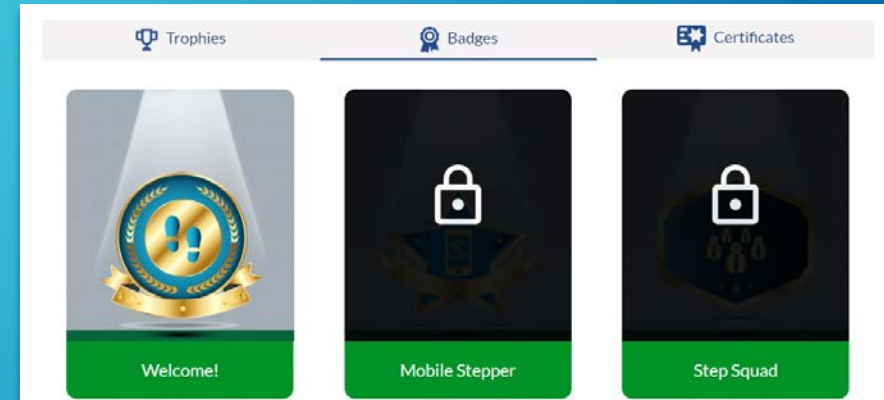 Trophies
Badges
Certificates
Welcome!
Mobile Stepper
Step Squad